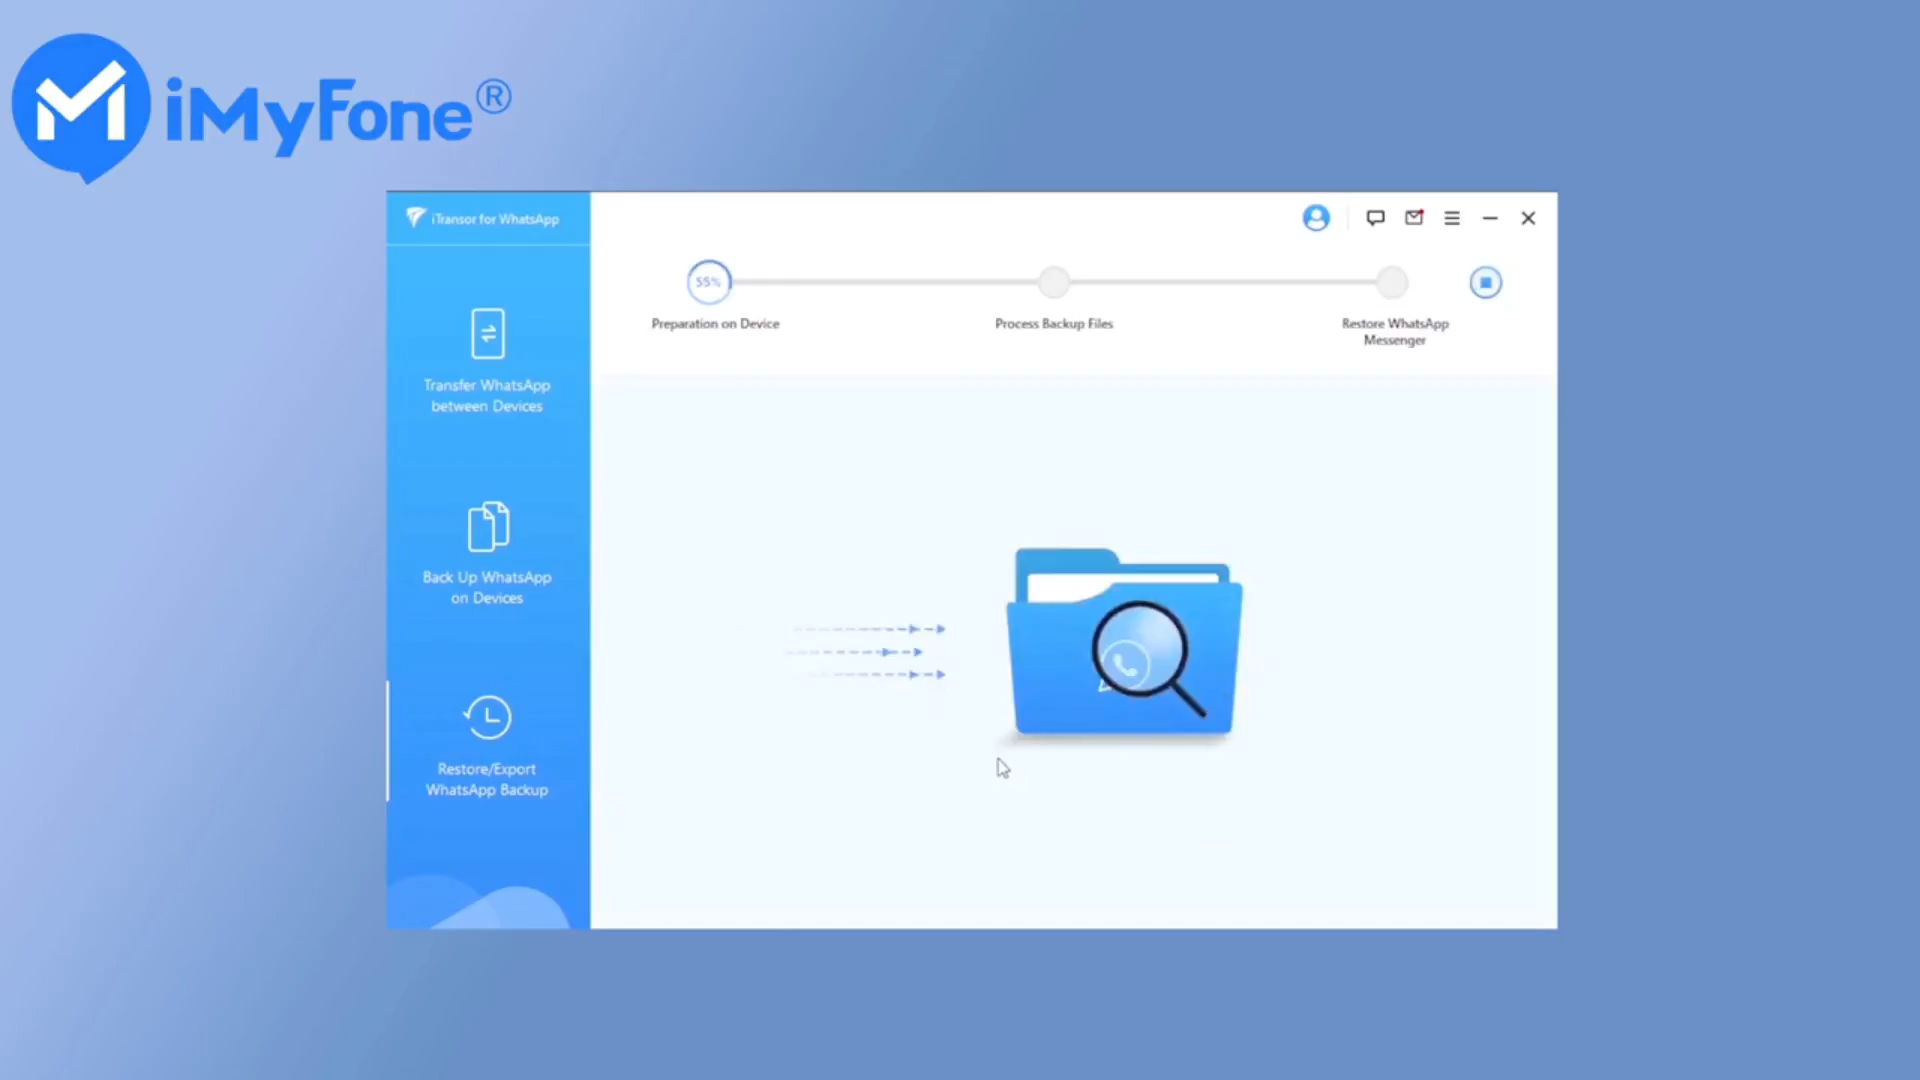 iMyFone®
iTransor for WhatsApp
55%
Preparation on Device
Process Backup Files
Restore WhatsApp
Messenger
Transfer WhatsApp
between Devices
Back Up WhatsApp
on Devices
Restore/Export
WhatsApp Backup